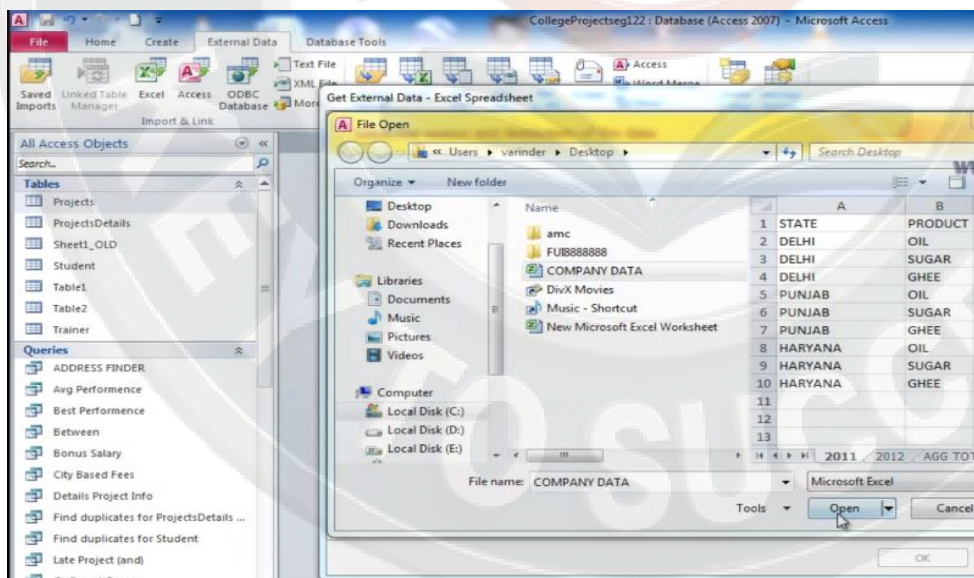 CollegeProjectseg122 : Database (Access 2007) - Microsoft Access
File Home Create External Data Database Tools
Saved Imports
Linked Table Manager
Excel
Access
ODBC Database
Text File
XML File
More
Access
Word Merge
Import & Link
Get External Data - Excel Spreadsheet
File Open
« Users ▸ varinder ▸ Desktop ▸
Search Desktop
Organize
New folder
All Access Objects
Search...
Tables
Projects
ProjectsDetails
Sheet1_OLD
Student
Table1
Table2
Trainer
Queries
ADDRESS FINDER
Avg Performence
Best Performence
Between
Bonus Salary
City Based Fees
Details Project Info
Find duplicates for ProjectsDetails ...
Find duplicates for Student
Late Project (and)
Desktop
Downloads
Recent Places
Libraries
Documents
Music
Pictures
Videos
Computer
Local Disk (C:)
Local Disk (D:)
Local Disk (E:)
Name
amc
COMPANY DATA
DivX Movies
Music - Shortcut
New Microsoft Excel Worksheet
A B
1 STATE PRODUCT
2 DELHI OIL
3 DELHI SUGAR
4 DELHI GHEE
5 PUNJAB OIL
6 PUNJAB SUGAR
7 PUNJAB GHEE
8 HARYANA OIL
9 HARYANA SUGAR
10 HARYANA GHEE
11
12
13
2011 2012 AGG TOT
File name: COMPANY DATA
Microsoft Excel
Tools Open Cancel
OK